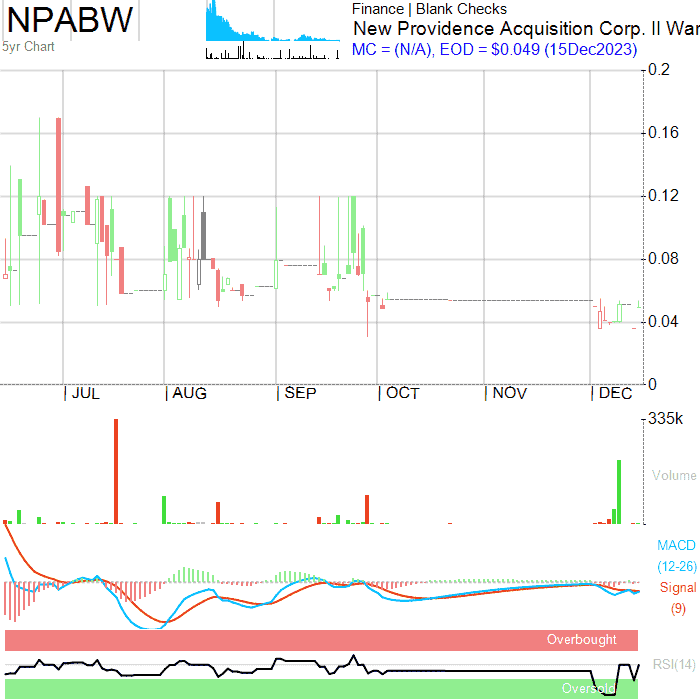 NPABW
5yr Chart
Finance | Blank Checks
New Providence Acquisition Corp. II War
MC = (N/A), EOD = $0.049 (15Dec2023)
0.2
0.16
0.12
0.08
0.04
0
JUL AUG SEP OCT NOV DEC
335k
Volume
MACD
(12-26)
Signal
(9)
Overbought
RSI(14)
Oversold